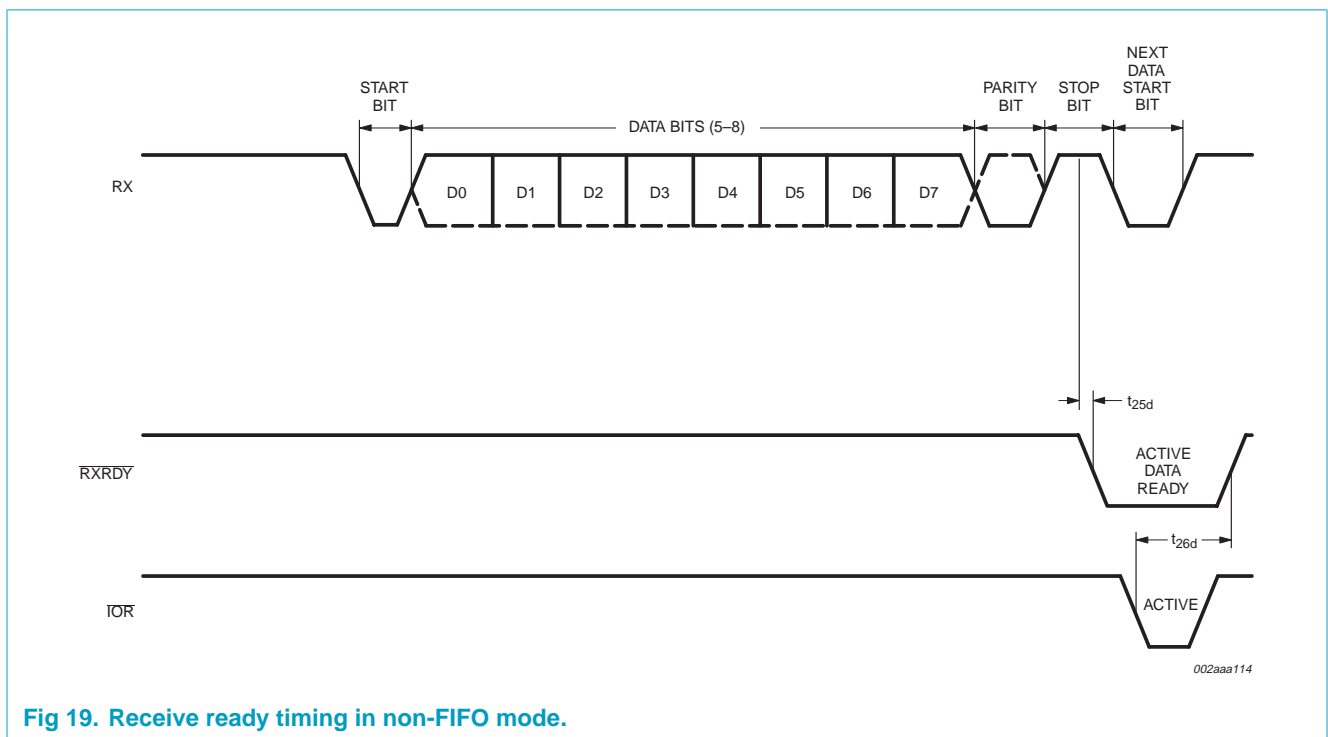 START
BIT
DATA BITS (5–8)
PARITY
BIT
STOP
BIT
NEXT
DATA
START
BIT
RX
D0
D1
D2
D3
D4
D5
D6
D7
t25d
RXRDY
ACTIVE
DATA
READY
t26d
IOR
ACTIVE
002aaa114
Fig 19. Receive ready timing in non-FIFO mode.